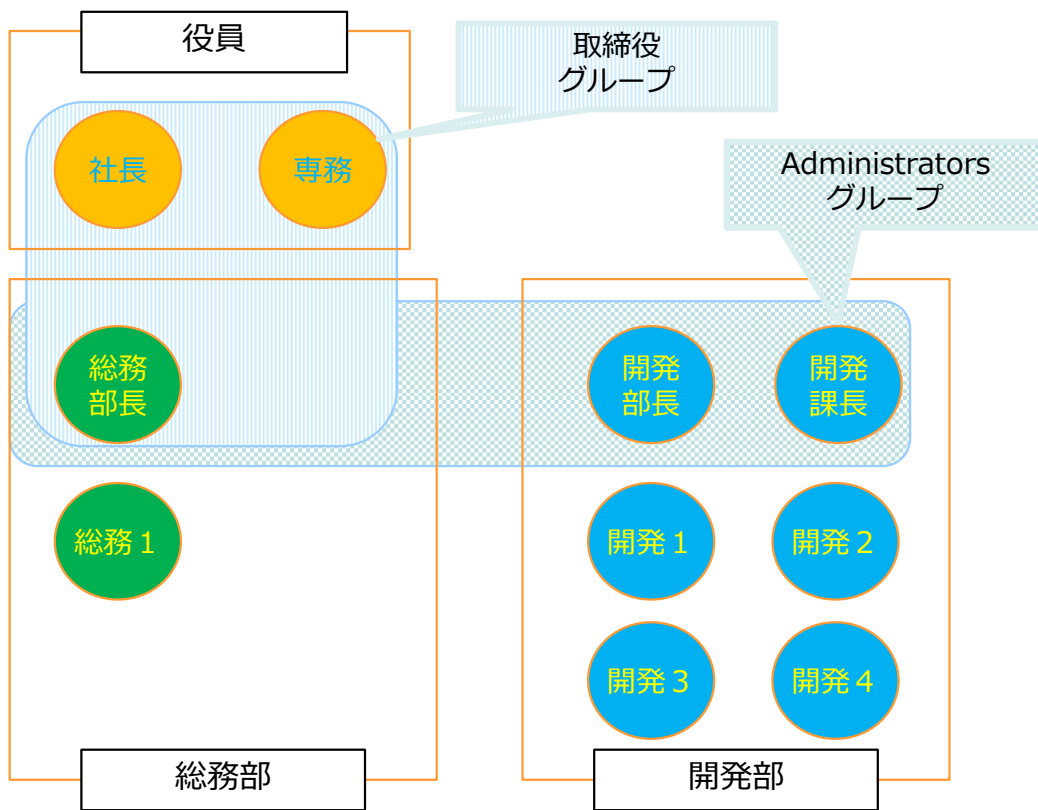 役員
取締役
グループ
社長
専務
Administrators
グループ
総務
部長
開発
部長
開発
課長
総務１
開発１
開発２
開発３
開発４
総務部
開発部